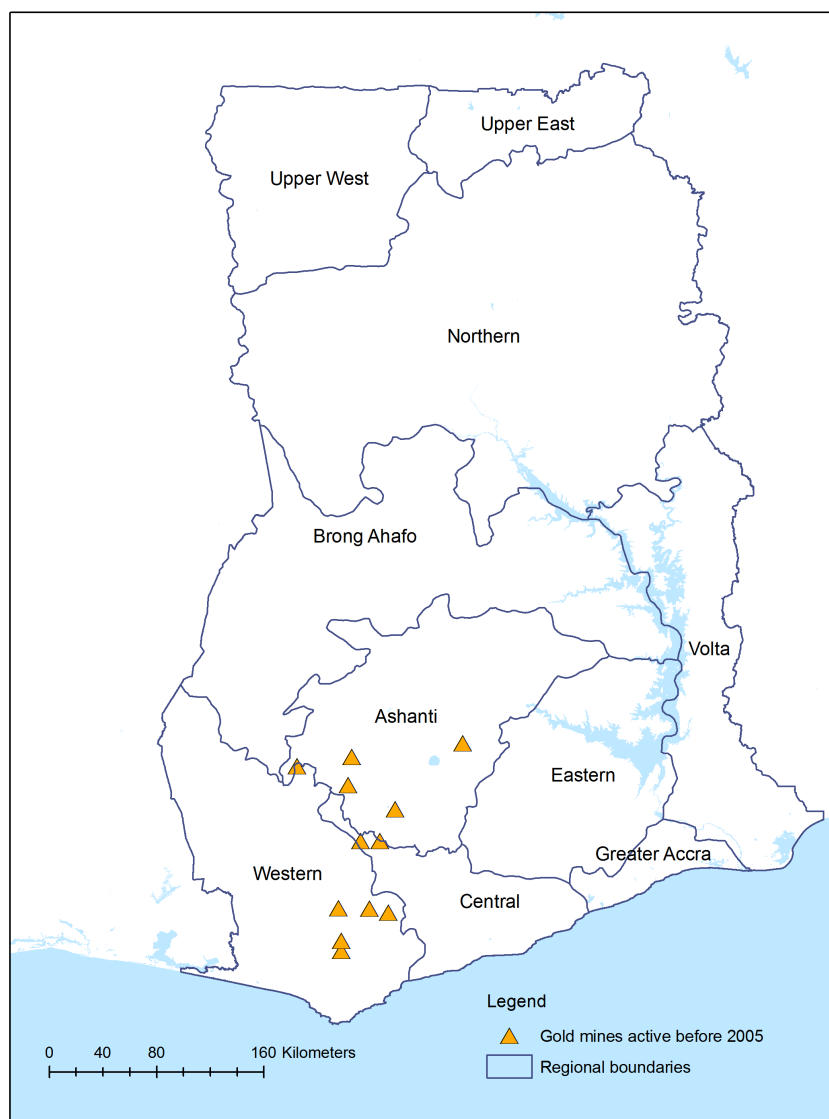 Upper East
Upper West
Northern
Brong Ahafo
Volta
Ashanti
Eastern
Greater Accra
Western
Central
Legend
Gold mines active before 2005
Regional boundaries
0 40 80 160 Kilometers